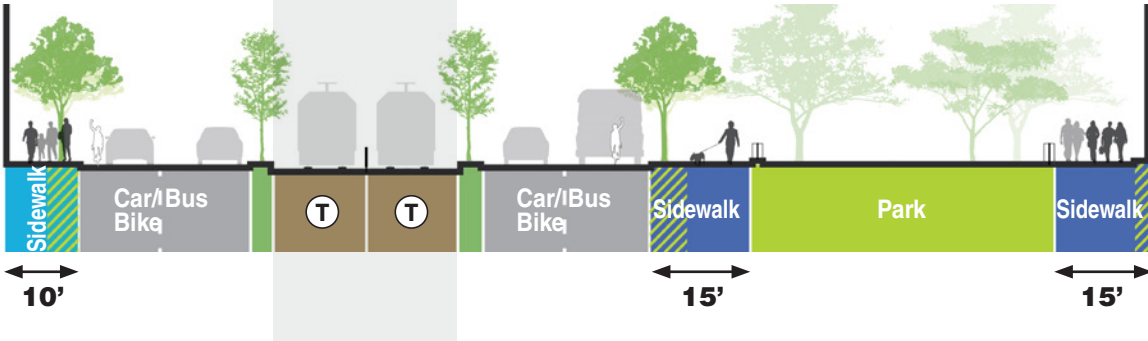 Sidewalk
Car/Bus
Bike
T
T
Car/Bus
Bike
Sidewalk
Park
Sidewalk
10’
15’
15’